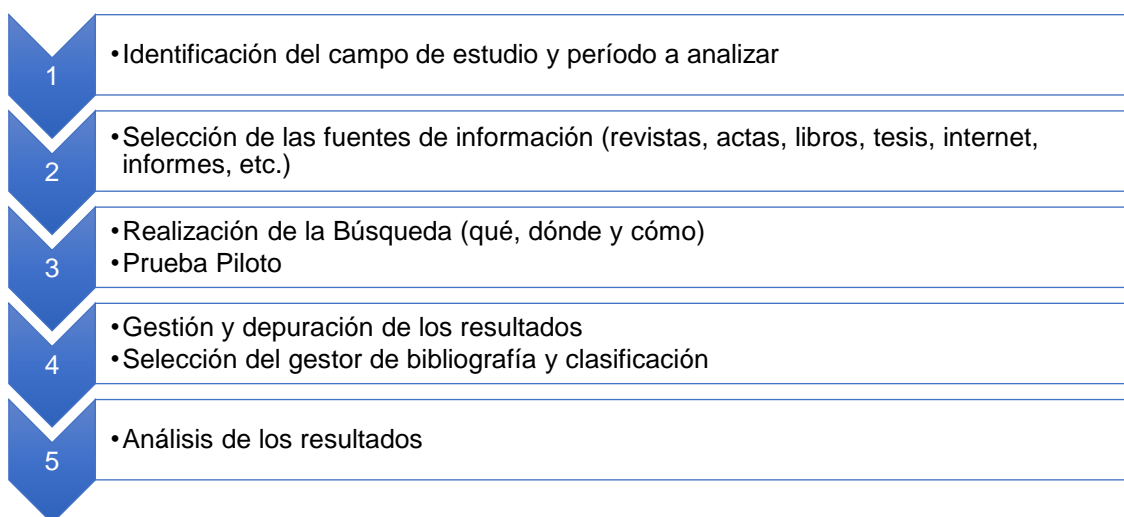 1
•Identificación del campo de estudio y período a analizar
2
•Selección de las fuentes de información (revistas, actas, libros, tesis, internet,
informes, etc.)
3
•Realización de la Búsqueda (qué, dónde y cómo)
•Prueba Piloto
4
•Gestión y depuración de los resultados
•Selección del gestor de bibliografía y clasificación
5
•Análisis de los resultados